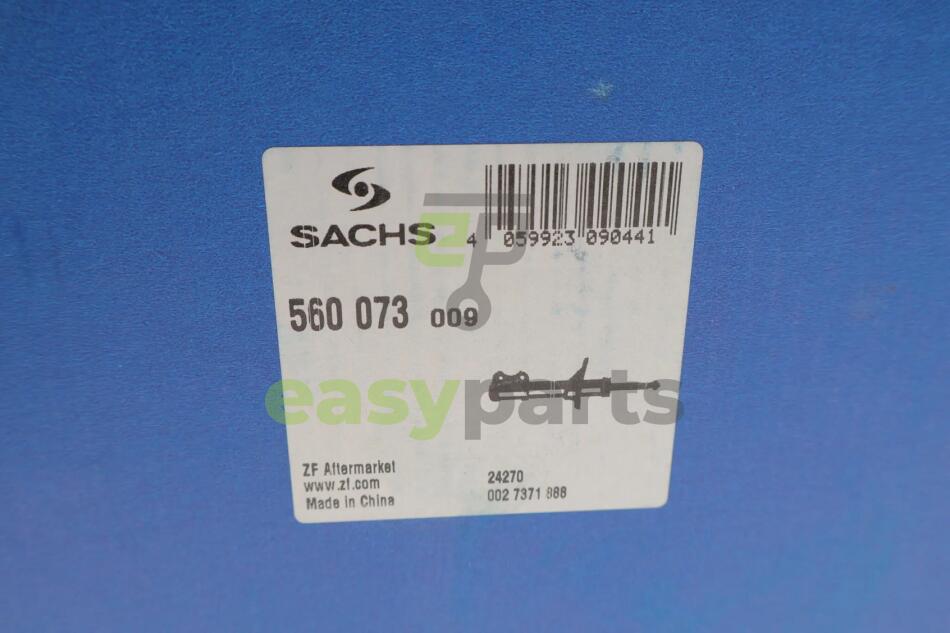 SACHS
4 059923 090441
560 073 009
easyparts
ZF Aftermarket
www.zf.com
Made in China
24270
002 7371 888